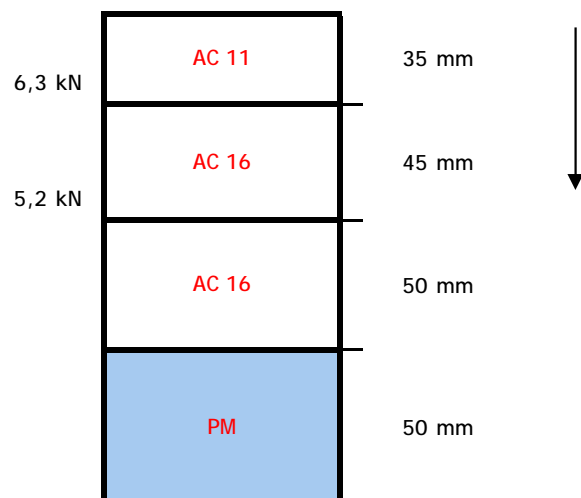 AC 11 35 mm
6,3 kN
AC 16 45 mm
5,2 kN
AC 16 50 mm
PM 50 mm